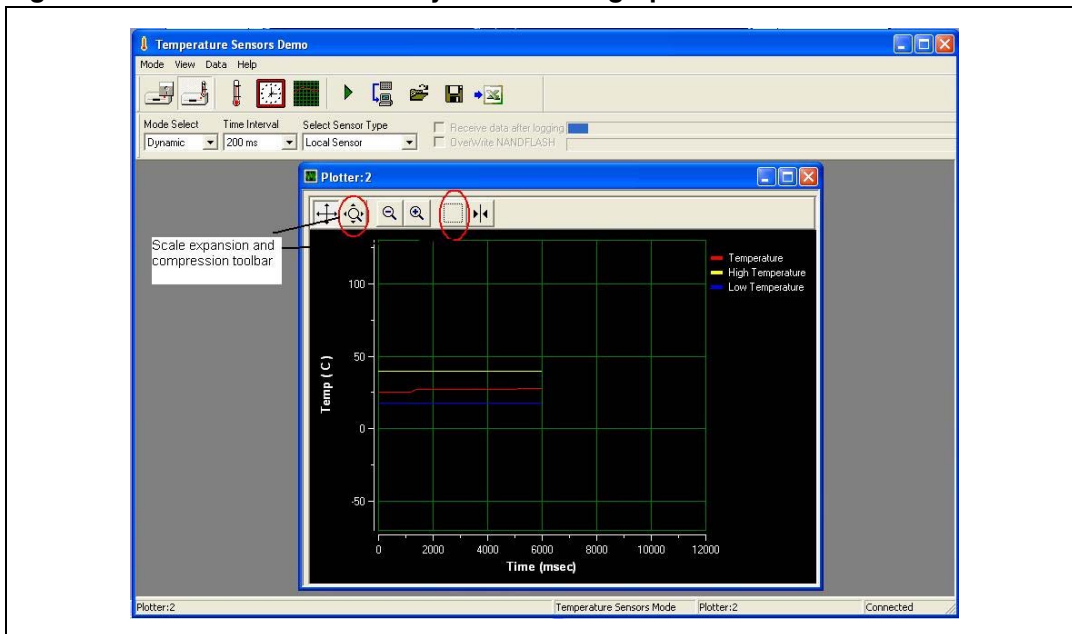 Temperature Sensors Demo
Mode View Data Help
Mode Select Time Interval Select Sensor Type
Receive data after logging
Dynamic 200 ms Local Sensor
OverWrite NANDFLASH
Plotter:2
Scale expansion and
compression toolbar
Temperature
High Temperature
Low Temperature
100
50
0
-50
Temp ( C )
0 2000 4000 6000 8000 10000 12000
Time (msec)
Plotter:2 Temperature Sensors Mode Plotter:2 Connected